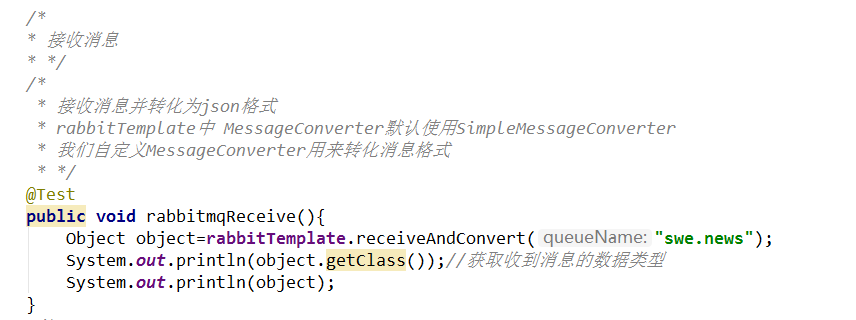 /*
* 接收消息
* */
/*
* 接收消息并转化为json格式
* rabbitTemplate中 MessageConverter默认使用SimpleMessageConverter
* 我们自定义MessageConverter用来转化消息格式
* */
@Test
public void rabbitmqReceive(){
Object object=rabbitTemplate.receiveAndConvert( queueName: "swe.news");
System.out.println(object.getClass());//获取收到消息的数据类型
System.out.println(object);
}